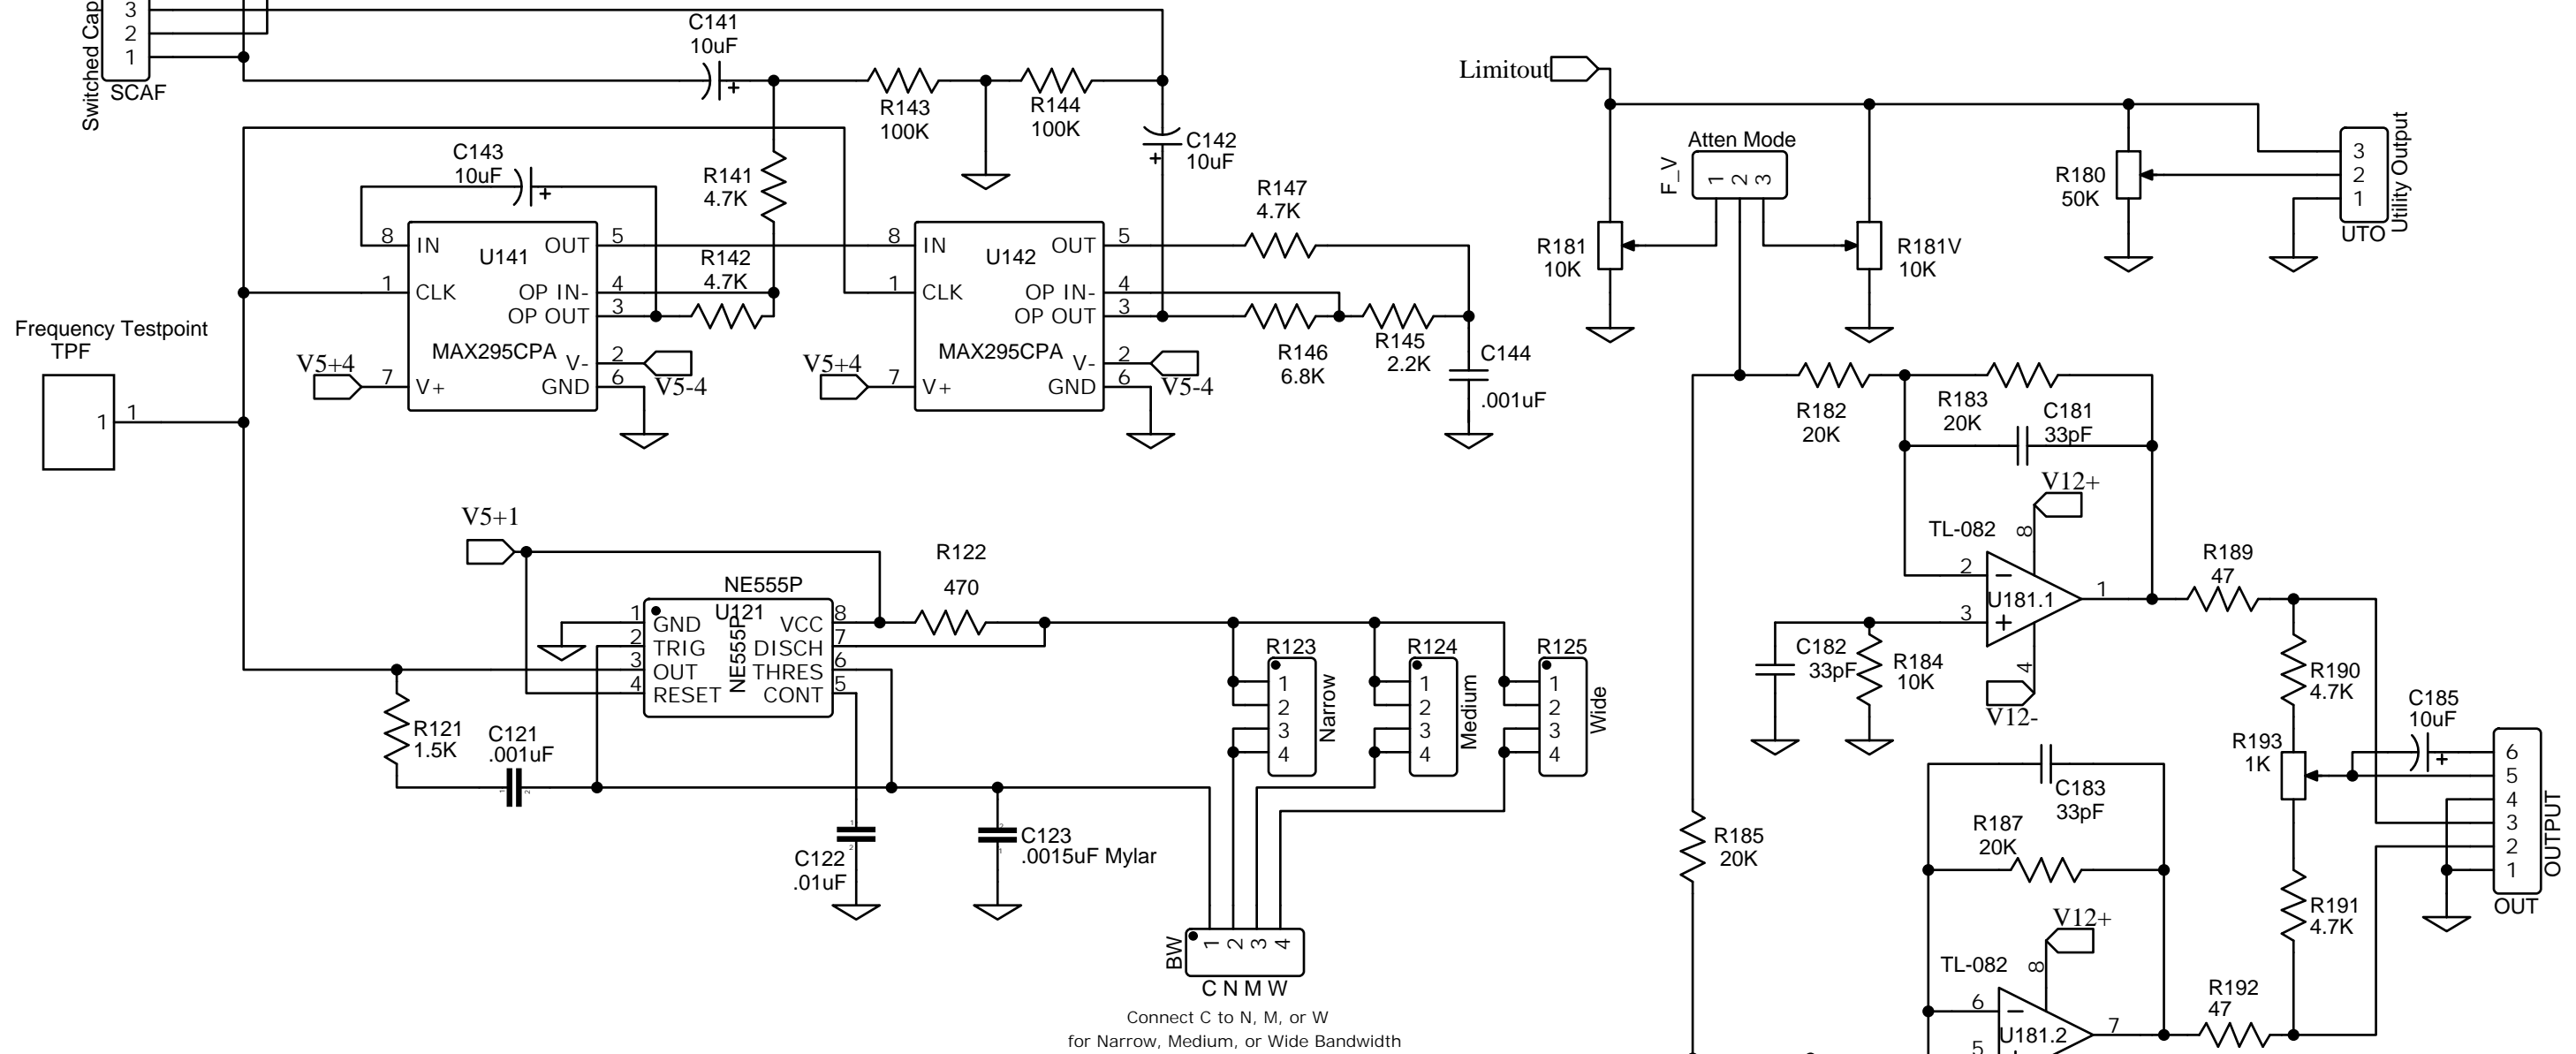 Switched Cap
3
2
1
SCAF
C141
10uF
R143
100K
R144
100K
C142
10uF
C143
10uF
R141
4.7K
R142
4.7K
R147
4.7K
8 IN
OUT 5
U141
1 CLK
OP IN- 4
OP OUT 3
MAX295CPA
V- 2
V5-4
V5+4
7 V+
GND 6
8 IN
OUT 5
U142
1 CLK
OP IN- 4
OP OUT 3
MAX295CPA
V- 2
V5-4
V5+4
7 V+
GND 6
R146
6.8K
R145
2.2K
C144
.001uF
Frequency Testpoint
TPF
1 1
V5+1
R122
470
NE555P
U121
NE555P
1 GND
2 TRIG
3 OUT
4 RESET
VCC 8
DISCH 7
THRES 6
CONT 5
R121
1.5K
C121
.001uF
1 2
C122
.01uF
1
2
C123
.0015uF Mylar
2
1
R123
1
2
3
4
Narrow
R124
1
2
3
4
Medium
R125
1
2
3
4
Wide
BW
1 2 3 4
C N M W
Connect C to N, M, or W
for Narrow, Medium, or Wide Bandwidth
Limitout
Atten Mode
F_V
1 2 3
R181
10K
R181V
10K
R180
50K
3
2
1
UTO
Utility Output
R182
20K
R183
20K
C181
33pF
V12+
TL-082
8
2
3
1
U181.1
4
V12-
C182
33pF
R184
10K
R189
47
R190
4.7K
R193
1K
C185
10uF
6
5
4
3
2
1
OUT
OUTPUT
R185
20K
C183
33pF
R187
20K
R191
4.7K
V12+
TL-082
8
6
5
7
U181.2
R192
47